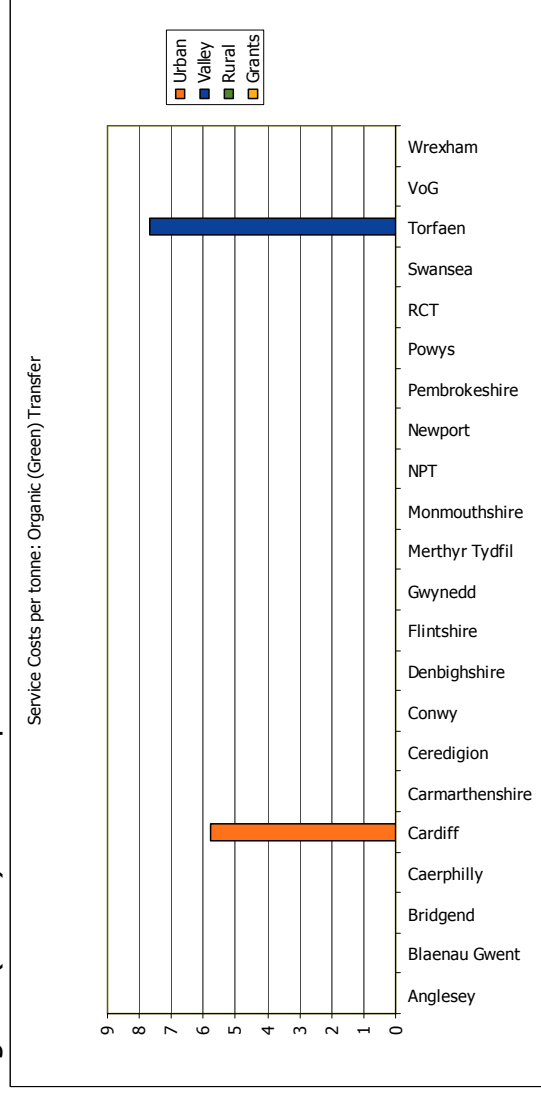 Service Costs per tonne: Organic (Green) Transfer
9
8
7
6
5
4
3
2
1
0
Anglesey
Blaenau Gwent
Bridgend
Caerphilly
Cardiff
Carmarthenshire
Ceredigion
Conwy
Denbighshire
Flintshire
Gwynedd
Merthyr Tydfil
Monmouthshire
NPT
Newport
Pembrokeshire
Powys
RCT
Swansea
Torfaen
VoG
Wrexham
Urban
Valley
Rural
Grants